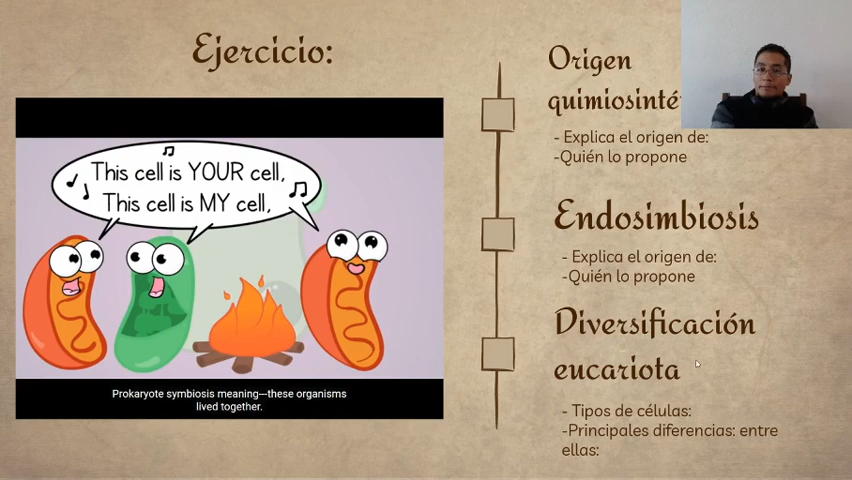 Ejercicio:
This cell is YOUR cell,
This cell is MY cell,
Prokaryote symbiosis meaning---these organisms
lived together.
Origen
- Explica el origen de:
-Quién lo propone
Endosimbiosis
- Explica el origen de:
-Quién lo propone
Diversificación
eucariota
- Tipos de células:
-Principales diferencias: entre
ellas: